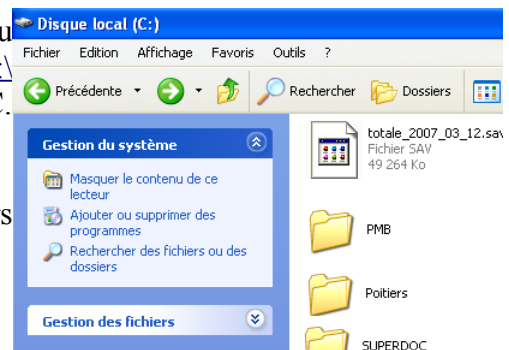 u
:\
C.
s
Disque local (C:)
Fichier Edition Affichage Favoris Outils ?
Précédente Rechercher Dossiers
Gestion du système
Masquer le contenu de ce
lecteur
Ajouter ou supprimer des
programmes
Rechercher des fichiers ou des
dossiers
Gestion des fichiers
totale_2007_03_12.sav
Fichier SAV
49 264 Ko
PMB
Poitiers
SUPERDOC